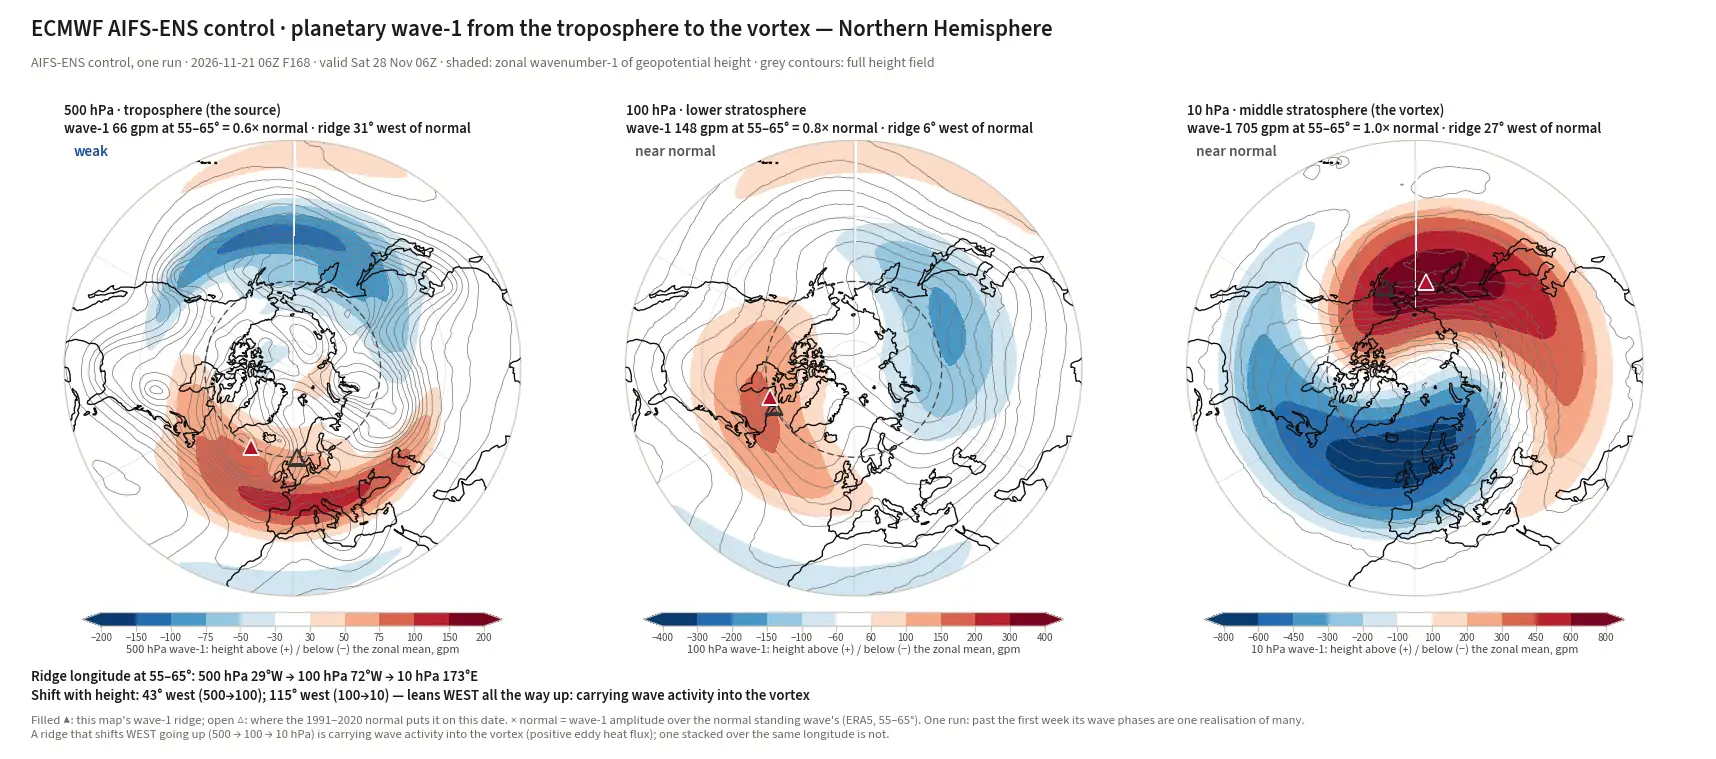 ECMWF AIFS-ENS control · planetary wave-1 from the troposphere to the vortex — Northern Hemisphere
AIFS-ENS control, one run · 2026-11-21 06Z F168 · valid Sat 28 Nov 06Z · shaded: zonal wavenumber-1 of geopotential height · grey contours: full height field
500 hPa · troposphere (the source)
wave-1 66 gpm at 55–65° = 0.6× normal · ridge 31° west of normal
weak
100 hPa · lower stratosphere
wave-1 148 gpm at 55–65° = 0.8× normal · ridge 6° west of normal
near normal
10 hPa · middle stratosphere (the vortex)
wave-1 705 gpm at 55–65° = 1.0× normal · ridge 27° west of normal
near normal
−200 −150 −100 −75 −50 −30 30 50 75 100 150 200
500 hPa wave-1: height above (+) / below (−) the zonal mean, gpm
−400 −300 −200 −150 −100 −60 60 100 150 200 300 400
100 hPa wave-1: height above (+) / below (−) the zonal mean, gpm
−800 −600 −450 −300 −200 −100 100 200 300 450 600 800
10 hPa wave-1: height above (+) / below (−) the zonal mean, gpm
Ridge longitude at 55–65°: 500 hPa 29°W → 100 hPa 72°W → 10 hPa 173°E
Shift with height: 43° west (500→100); 115° west (100→10) — leans WEST all the way up: carrying wave activity into the vortex
Filled ▲: this map's wave-1 ridge; open △: where the 1991–2020 normal puts it on this date. × normal = wave-1 amplitude over the normal standing wave's (ERA5, 55–65°). One run: past the first week its wave phases are one realisation of many.
A ridge that shifts WEST going up (500 → 100 → 10 hPa) is carrying wave activity into the vortex (positive eddy heat flux); one stacked over the same longitude is not.